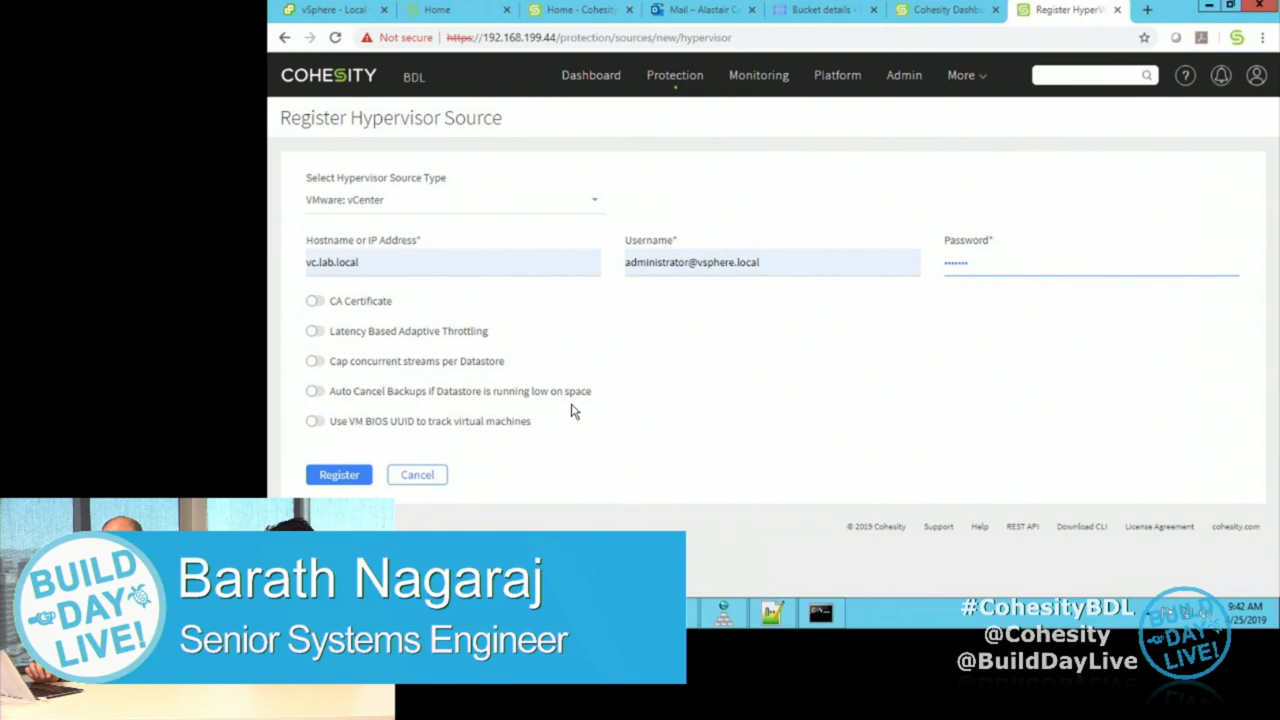 vSphere - Local
Home
Home - Cohesity
Mail – Alastair C
Bucket details -
Cohesity Dashb
Register Hyper
Not secure
https://192.168.199.44/protection/sources/new/hypervisor
COHESITY
BDL
Dashboard
Protection
Monitoring
Platform
Admin
More
Register Hypervisor Source
Select Hypervisor Source Type
VMware: vCenter
Hostname or IP Address*
Username*
Password*
vc.lab.local
administrator@vsphere.local
•••••••
CA Certificate
Latency Based Adaptive Throttling
Cap concurrent streams per Datastore
Auto Cancel Backups if Datastore is running low on space
Use VM BIOS UUID to track virtual machines
Register
Cancel
© 2019 Cohesity
Support
Help
REST API
Download CLI
License Agreement
cohesity.com
BUILD
DAY
LIVE!
Barath Nagaraj
Senior Systems Engineer
9:42 AM
/25/2019
#CohesityBDL
@Cohesity
@BuildDayLive
BUILD
DAY
LIVE!